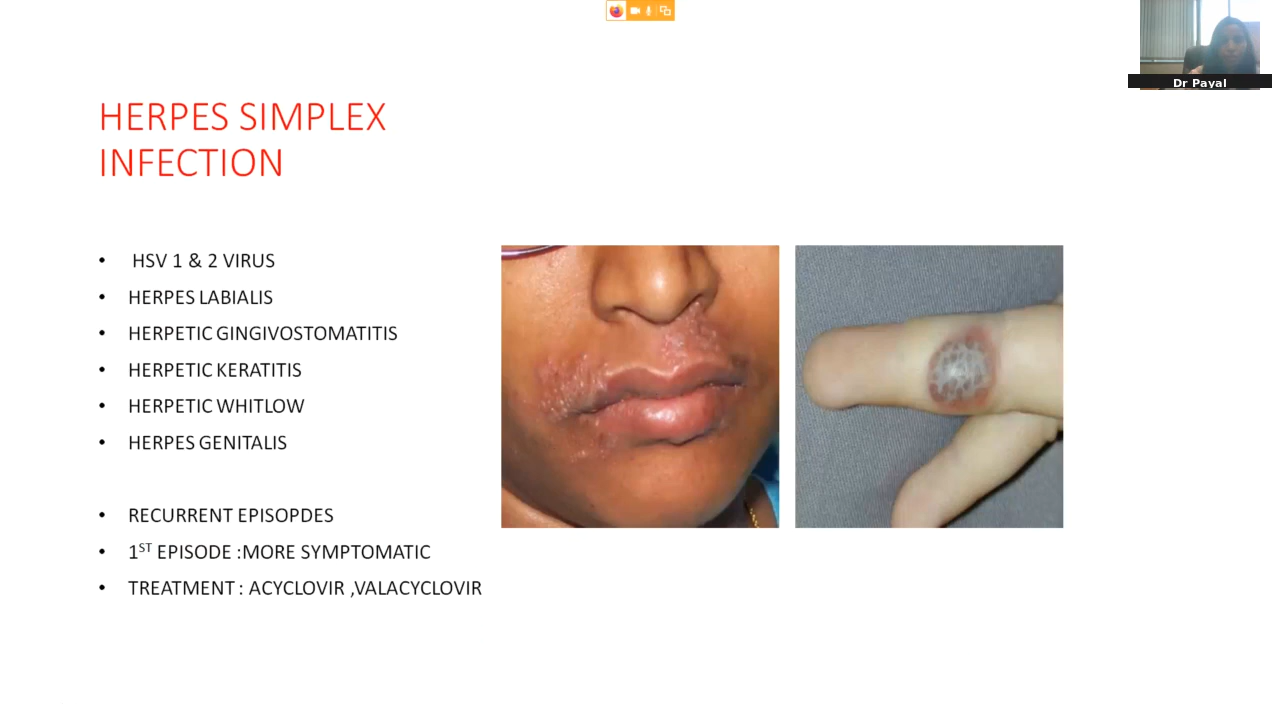 Dr Payal
HERPES SIMPLEX
INFECTION
• HSV 1 & 2 VIRUS
• HERPES LABIALIS
• HERPETIC GINGIVOSTOMATITIS
• HERPETIC KERATITIS
• HERPETIC WHITLOW
• HERPES GENITALIS
• RECURRENT EPISOPDES
• 1ST EPISODE :MORE SYMPTOMATIC
• TREATMENT : ACYCLOVIR ,VALACYCLOVIR